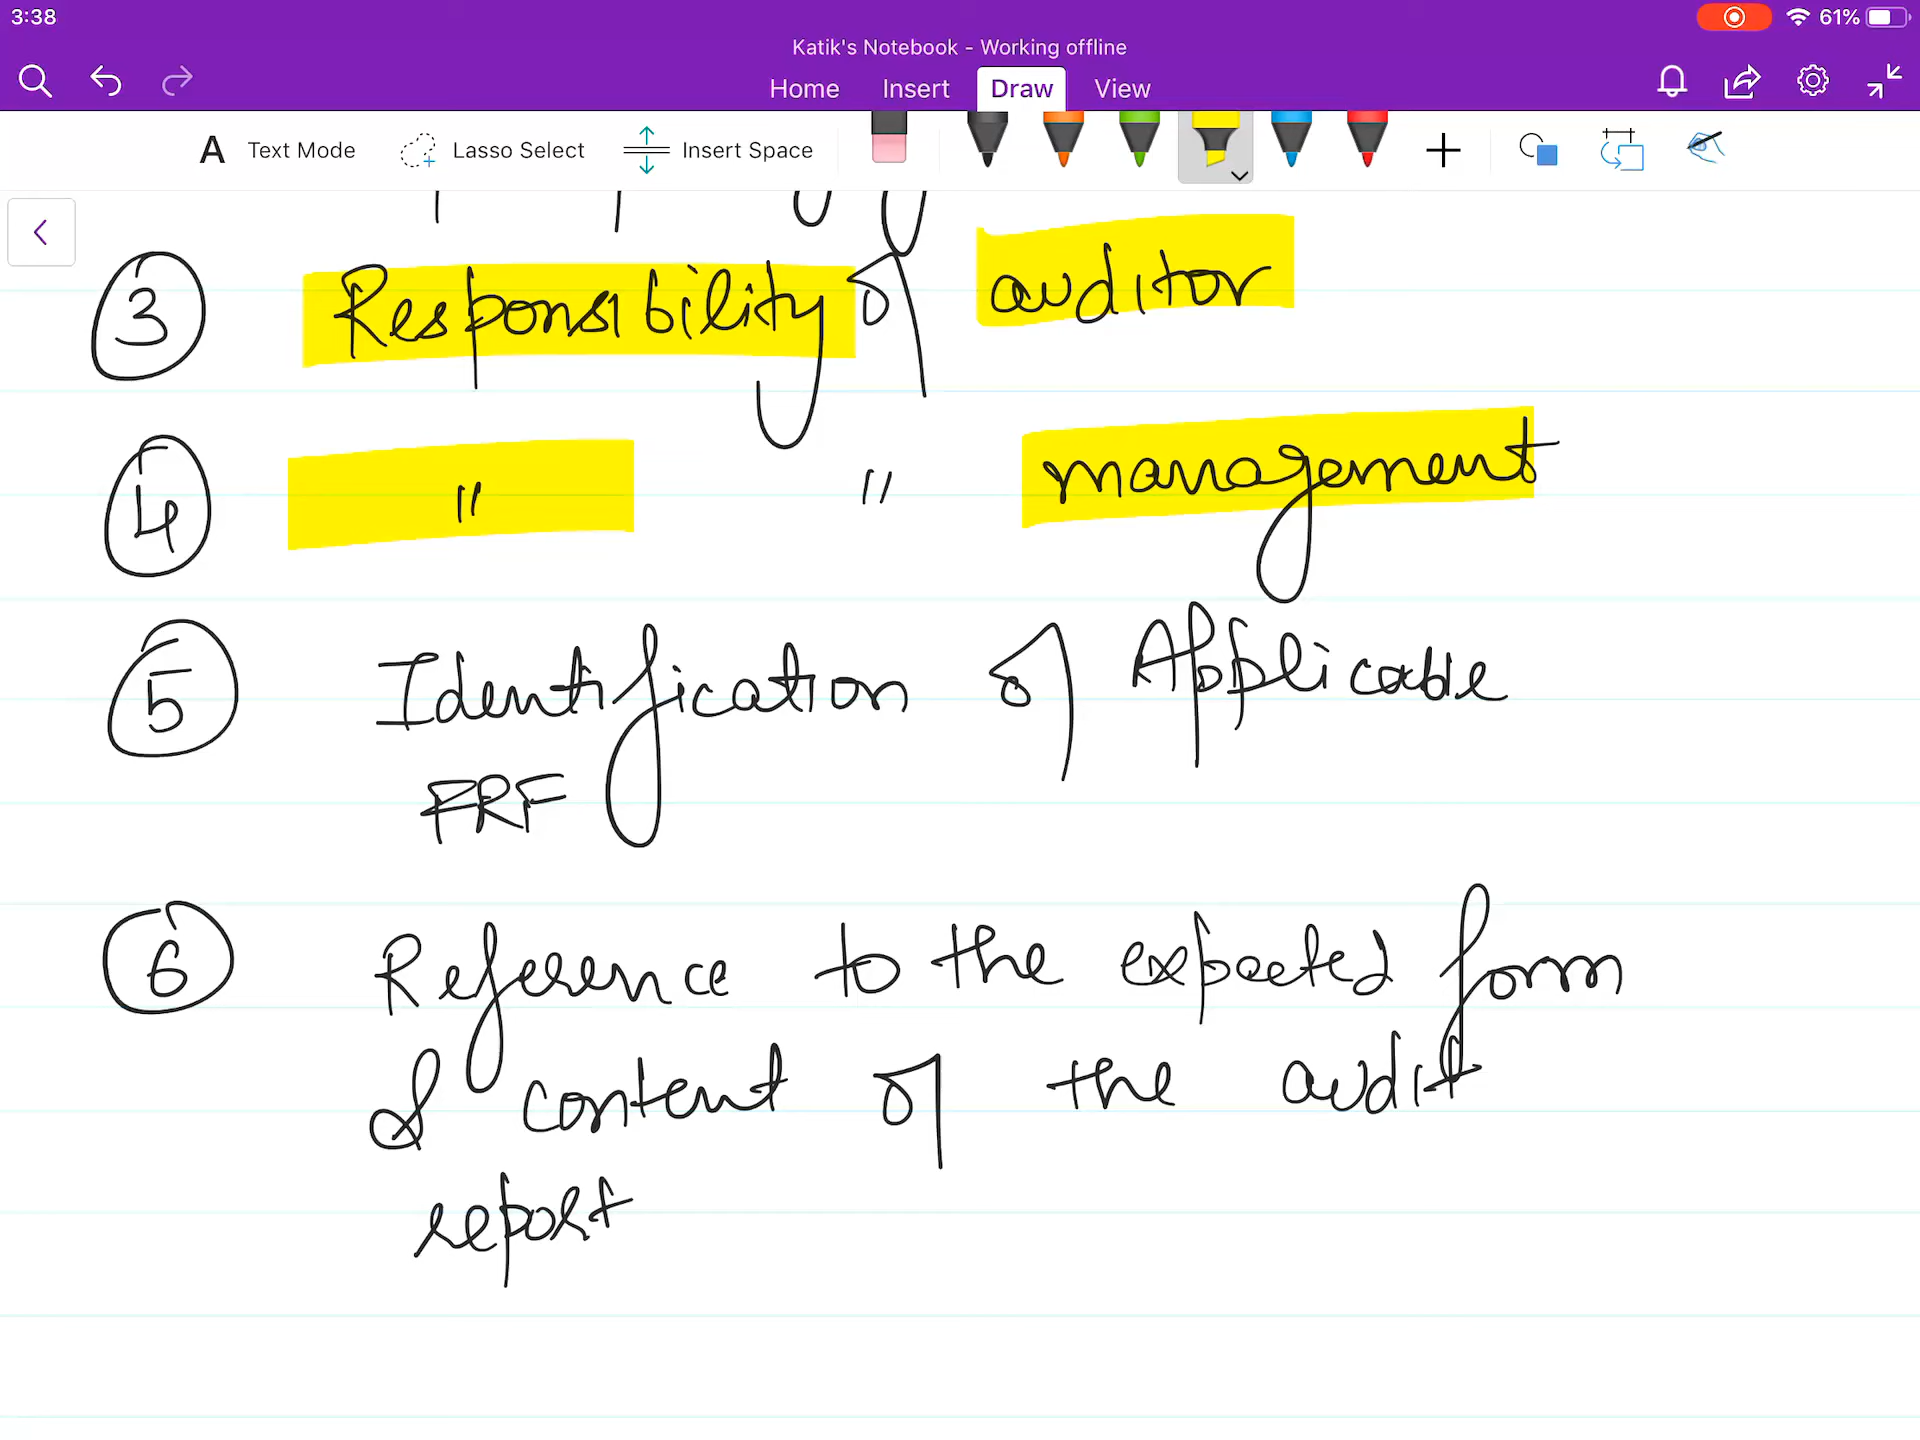 3:38
61%
Katik's Notebook - Working offline
Home Insert Draw View
A Text Mode Lasso Select Insert Space
3 Responsibility of auditor
4 " " management
5 Identification of Applicable
FRF
6 Reference to the expected form
& content of the audit
report